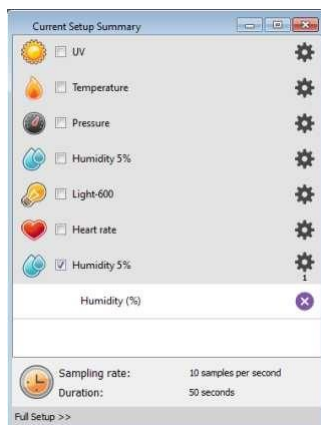 Current Setup Summary
UV
Temperature
Pressure
Humidity 5%
Light-600
Heart rate
Humidity 5%
1
Humidity (%)
Sampling rate: 10 samples per second
Duration: 50 seconds
Full Setup >>